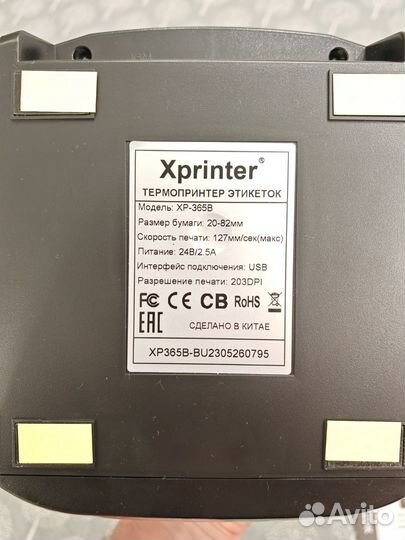 Xprinter®
ТЕРМОПРИНТЕР ЭТИКЕТОК
Модель: XP-365B
Размер бумаги: 20-82мм
Скорость печати: 127мм/сек(макс)
Питание: 24В/2.5А
Интерфейс подключения: USB
Разрешение печати: 203DPI
FC CE CB RoHS
EAC СДЕЛАНО В КИТАЕ
XP365B-BU2305260795
Avito